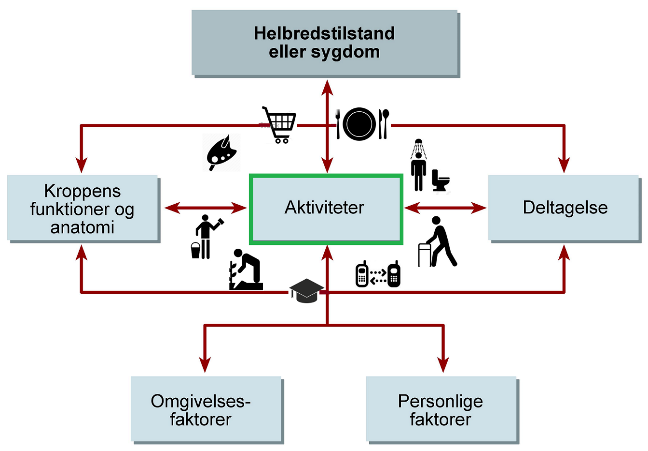 Helbredstilstand
eller sygdom
Kroppens
funktioner og
anatomi
Aktiviteter
Deltagelse
Omgivelses-
faktorer
Personlige
faktorer